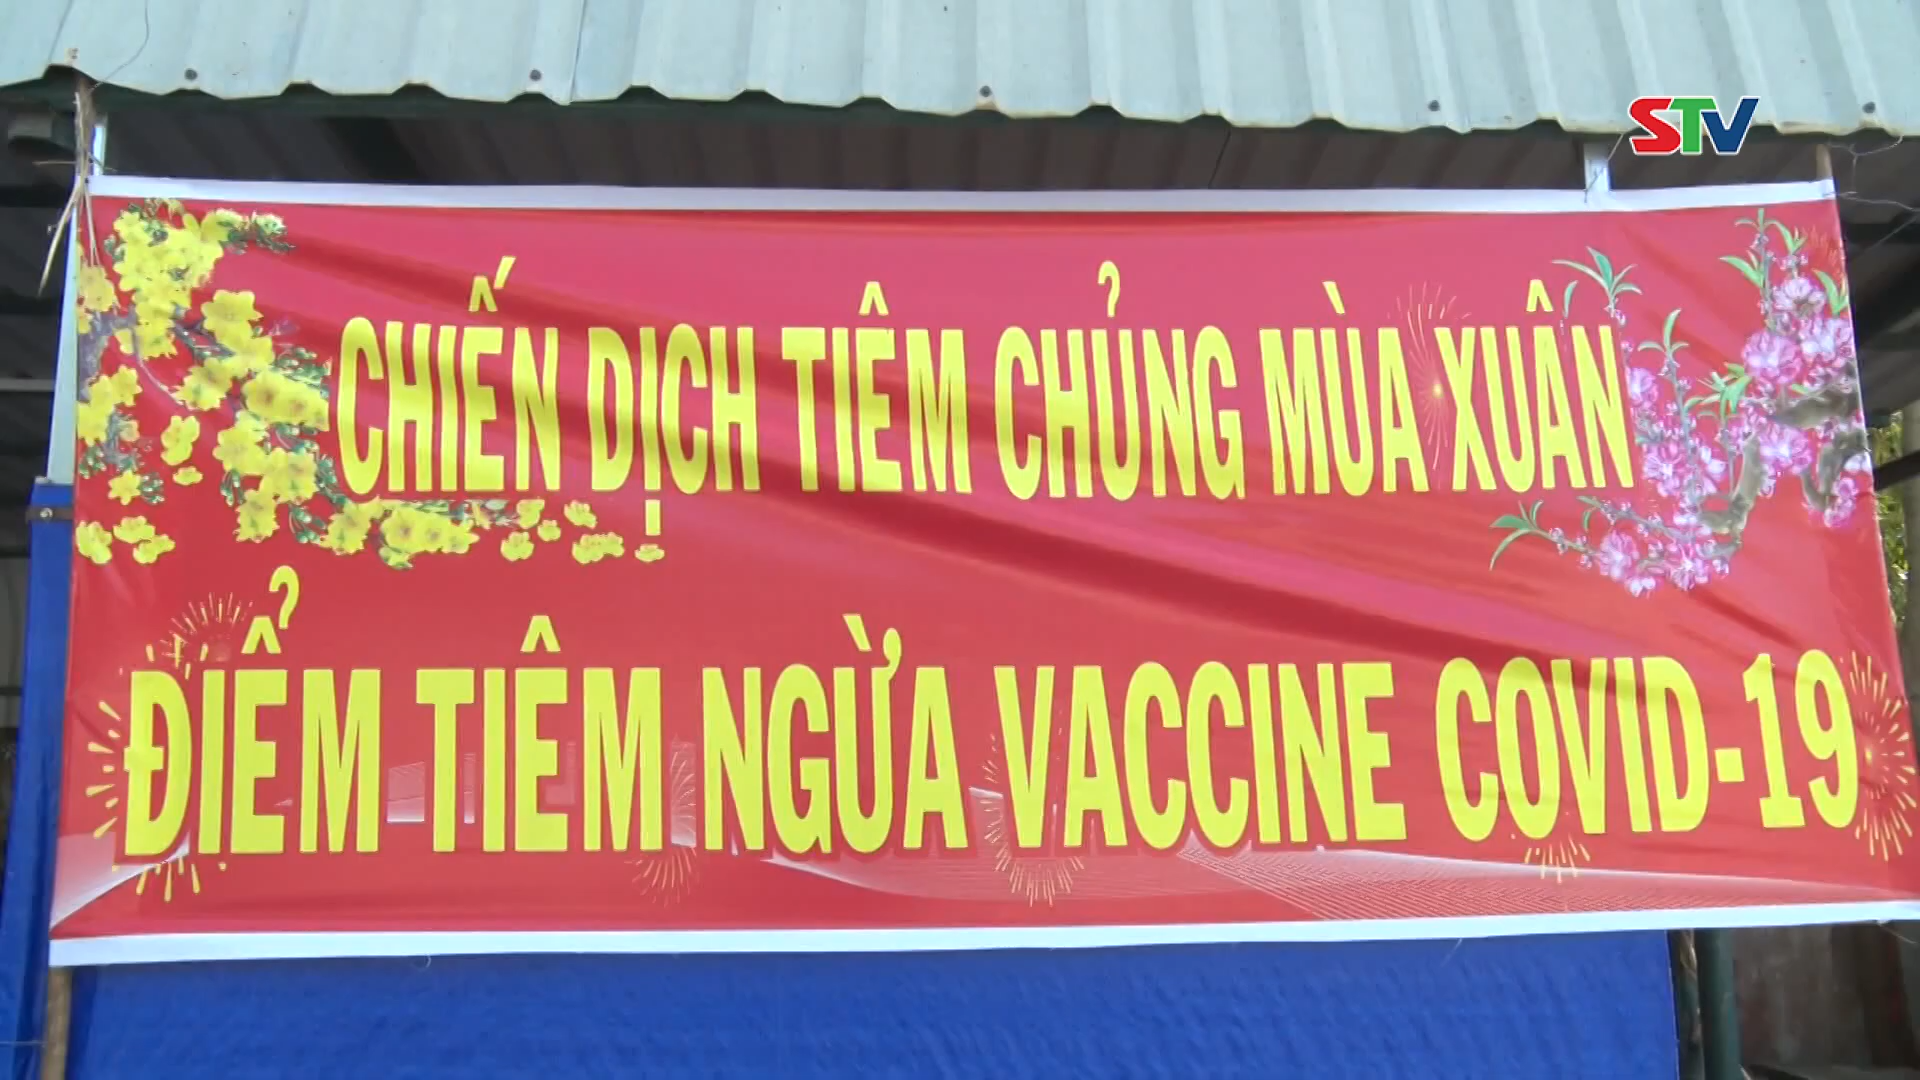 STV
CHIẾN DỊCH TIÊM CHỦNG MÙA XUÂN
ĐIỂM TIÊM NGỪA VACCINE COVID-19